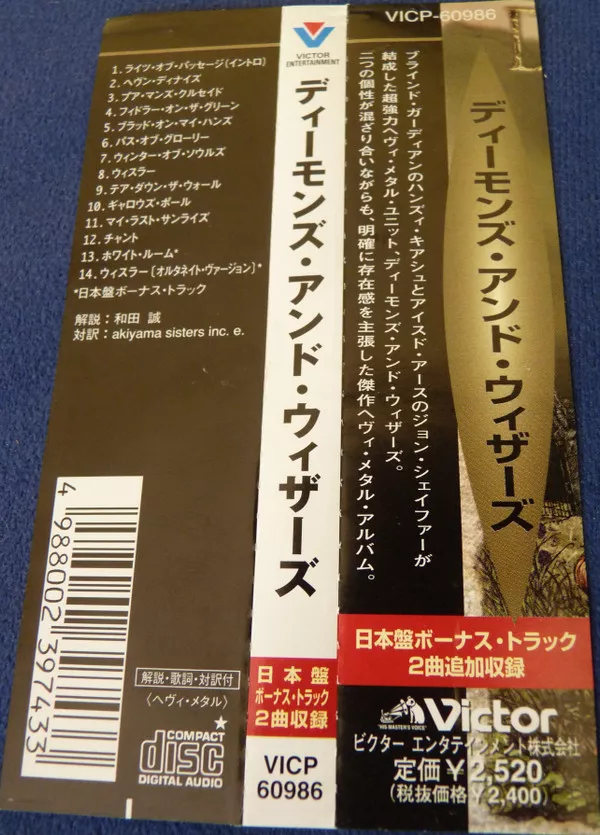 1. ライツ・オブ・パッセージ〔イントロ〕
2. ヘヴン・ディナイズ
3. プア・マンズ・クルセイド
4. フィドラー・オン・ザ・グリーン
5. ブラッド・オン・マイ・ハンズ
6. パス・オブ・グローリー
7. ウィンター・オブ・ソウルズ
8. ウィスラー
9. テア・ダウン・ザ・ウォール
10. ギャロウズ・ポール
11. マイ・ラスト・サンライズ
12. チャント
13. ホワイト・ルーム*
14. ウィスラー〔オルタネイト・ヴァージョン〕*
*日本盤ボーナス・トラック
解説：和田 誠
対訳：akiyama sisters inc. e.
4 988002 397433
解説・歌詞・対訳付
〈ヘヴィ・メタル〉
★
COMPACT
disc
DIGITAL AUDIO
VICTOR
ENTERTAINMENT
ディーモンズ・アンド・ウィザーズ
日本盤
ボーナス・トラック
2曲収録
VICP
60986
VICP-60986
ディーモンズ・アンド・ウィザーズ
ブラインド・ガーディアンのハンズィ・キアシュとアイスド・アースのジョン・シェイファーが
結成した超強力ヘヴィ・メタル・ユニット、ディーモンズ・アンド・ウィザーズ。
二つの個性が混ざり合いながらも、明確に存在感を主張した傑作ヘヴィ・メタル・アルバム。
日本盤ボーナス・トラック
2曲追加収録
"HIS MASTER'S VOICE"
Victor
ビクター エンタテインメント株式会社
定価￥2,520
(税抜価格￥2,400)